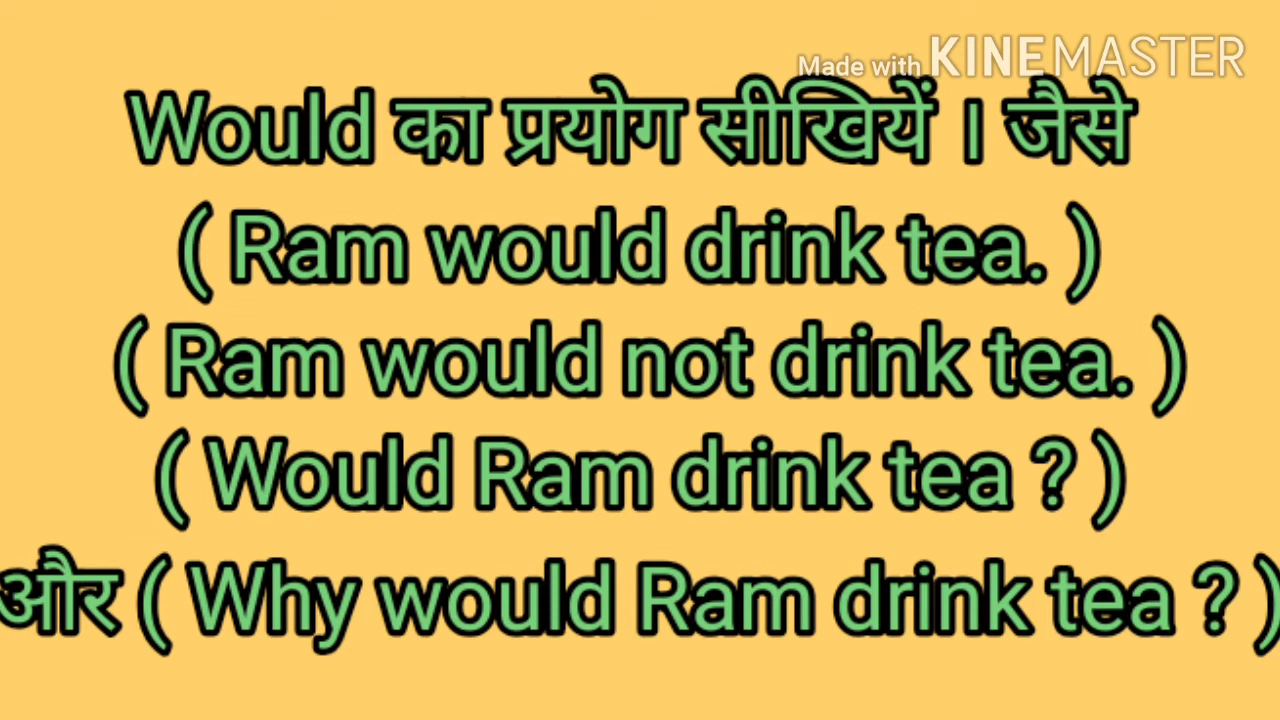 Made with KINEMASTER
Would का प्रयोग सीखियें । जैसे
( Ram would drink tea. )
( Ram would not drink tea. )
( Would Ram drink tea ? )
और ( Why would Ram drink tea ? )